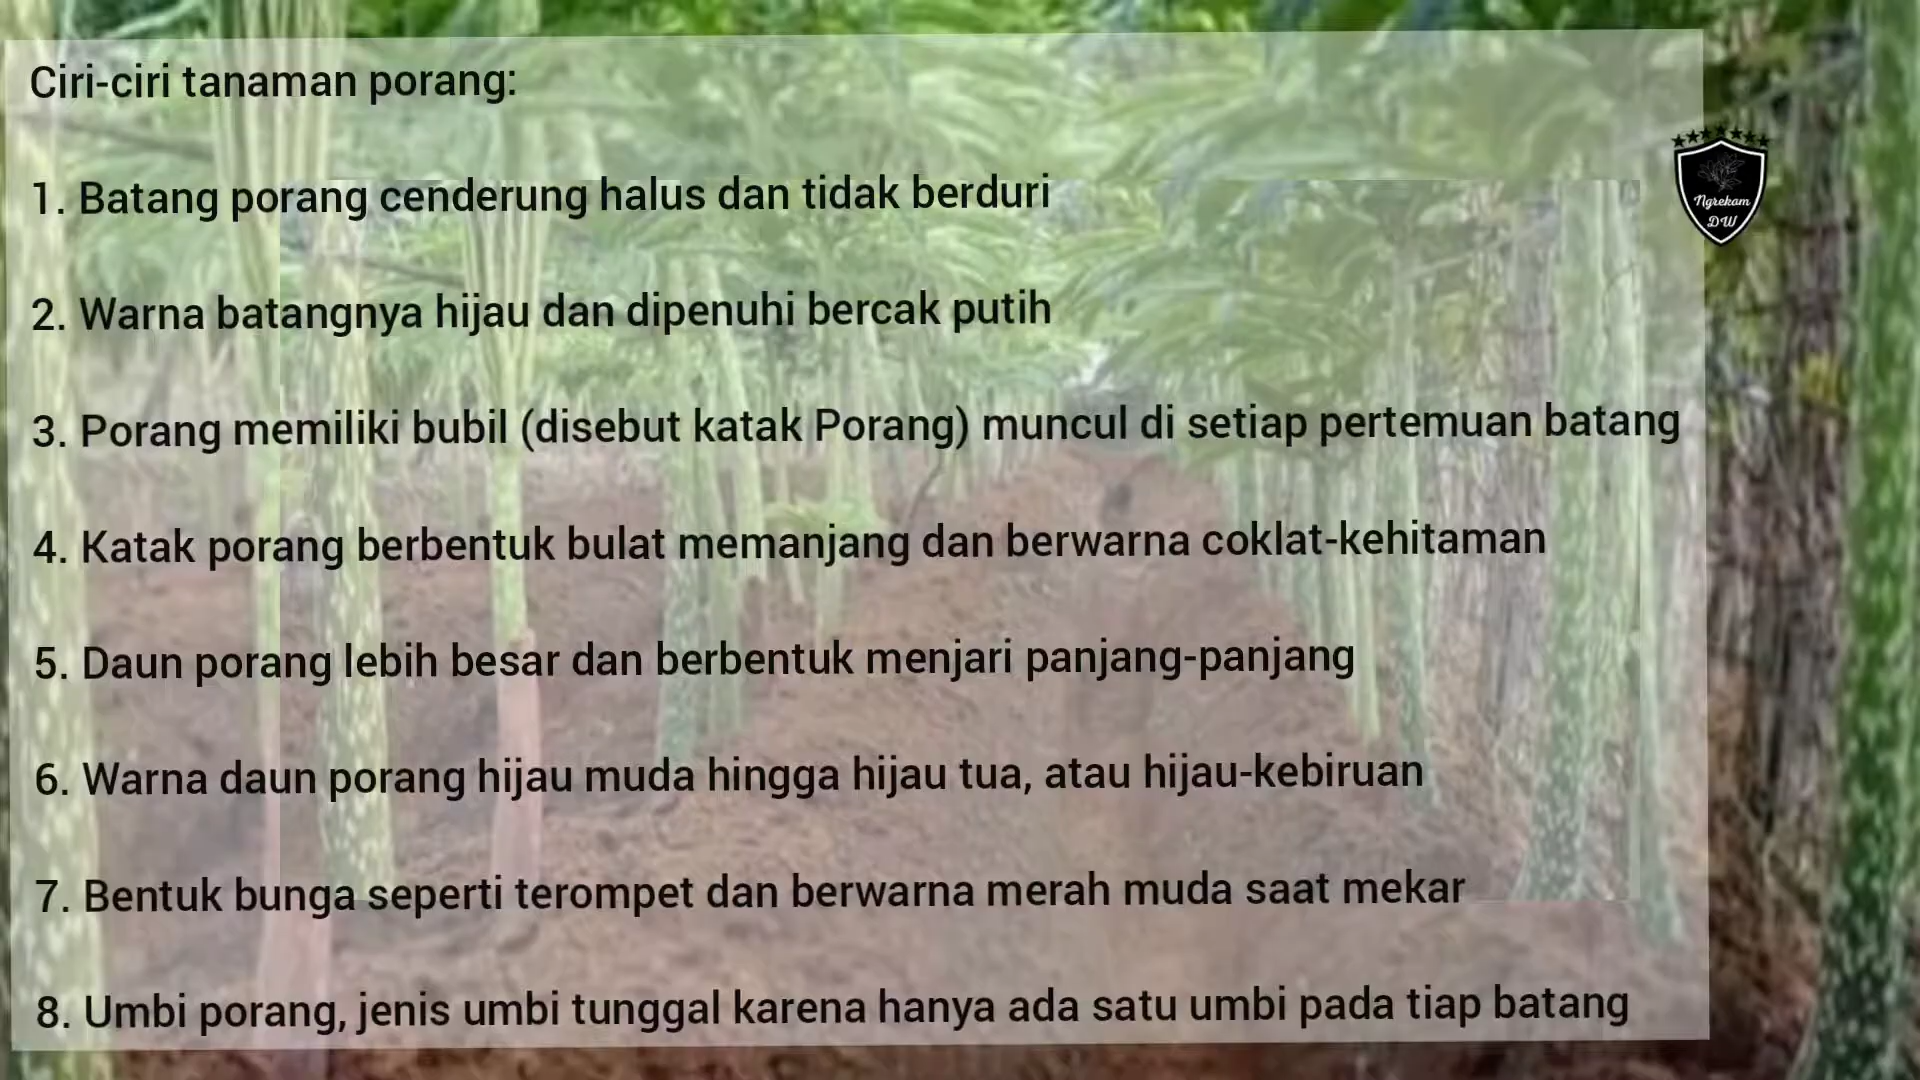 Ciri-ciri tanaman porang:
1. Batang porang cenderung halus dan tidak berduri
2. Warna batangnya hijau dan dipenuhi bercak putih
3. Porang memiliki bubil (disebut katak Porang) muncul di setiap pertemuan batang
4. Katak porang berbentuk bulat memanjang dan berwarna coklat-kehitaman
5. Daun porang lebih besar dan berbentuk menjari panjang-panjang
6. Warna daun porang hijau muda hingga hijau tua, atau hijau-kebiruan
7. Bentuk bunga seperti terompet dan berwarna merah muda saat mekar
8. Umbi porang, jenis umbi tunggal karena hanya ada satu umbi pada tiap batang
Ngrekam
DW